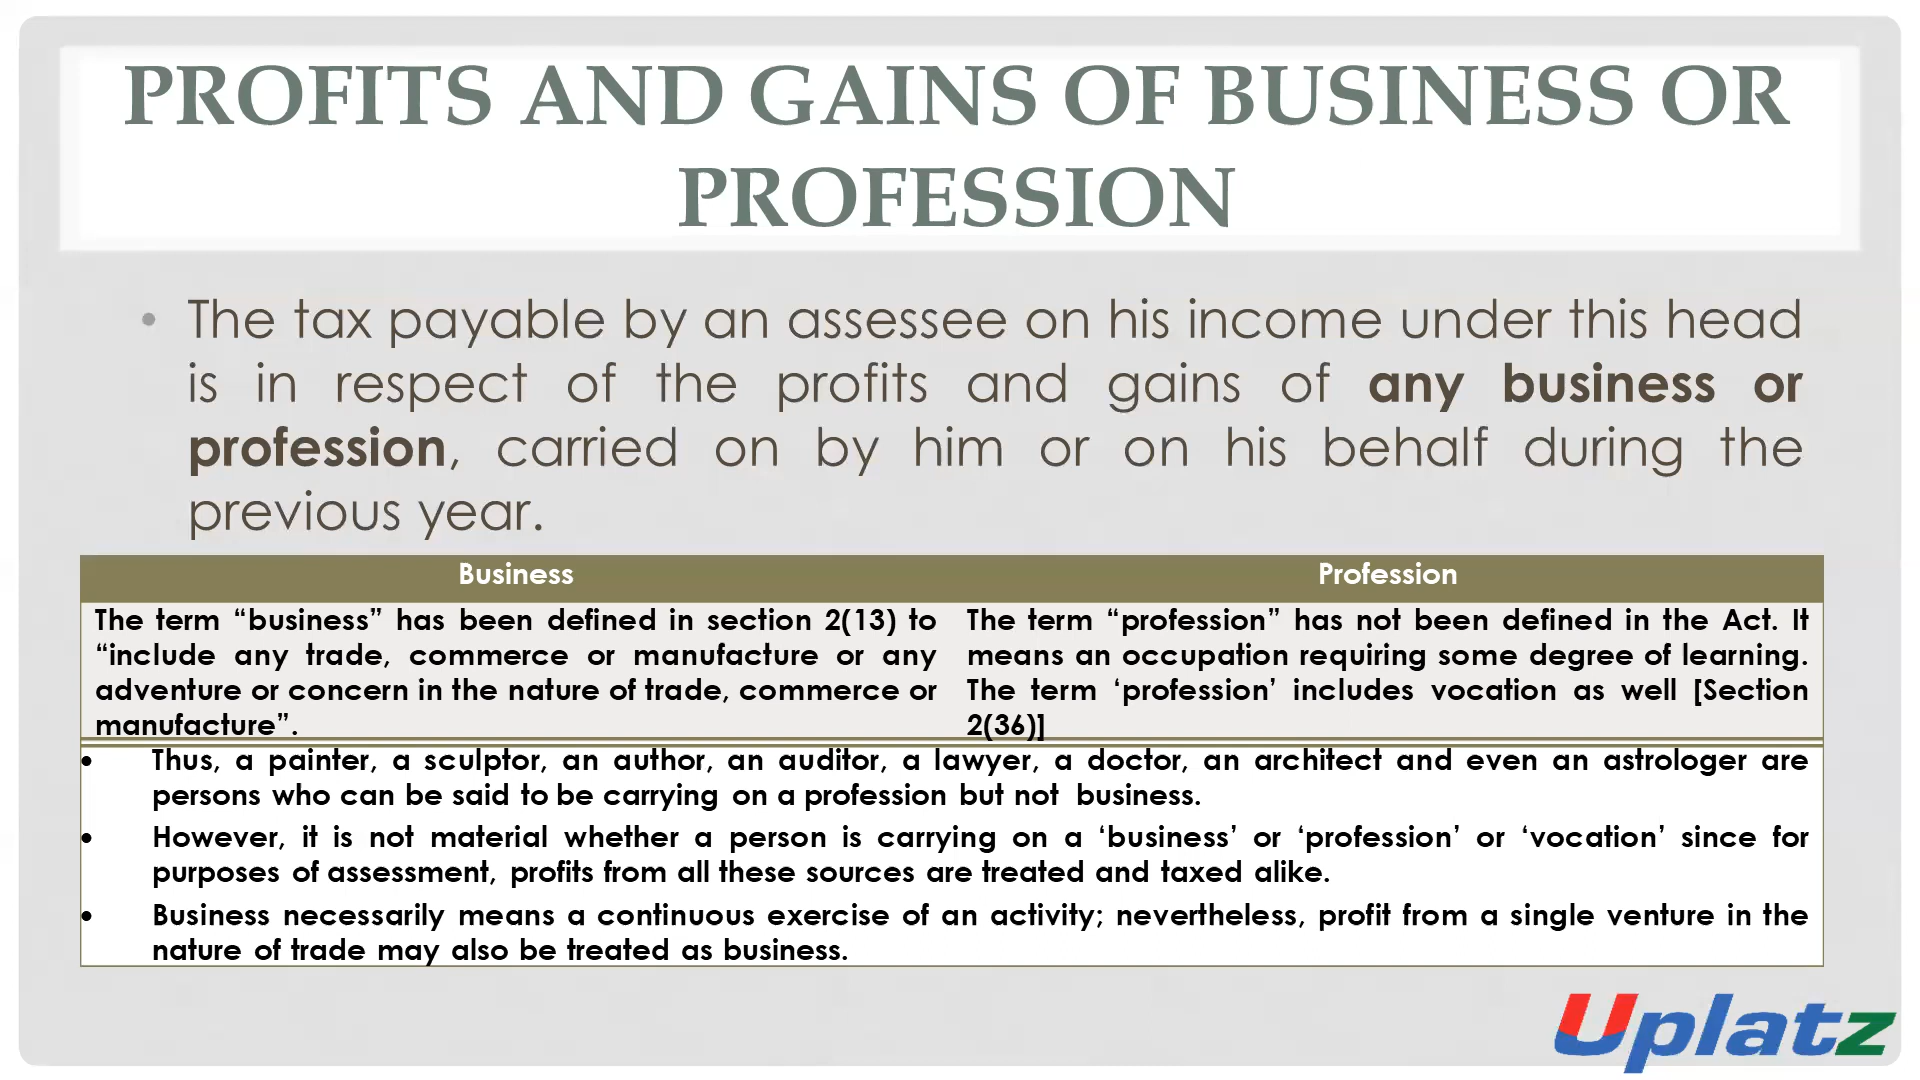 PROFITS AND GAINS OF BUSINESS OR
PROFESSION
• The tax payable by an assessee on his income under this head
is in respect of the profits and gains of any business or
profession, carried on by him or on his behalf during the
previous year.
Business
Profession
The term “business” has been defined in section 2(13) to
“include any trade, commerce or manufacture or any
adventure or concern in the nature of trade, commerce or
manufacture”.
The term “profession” has not been defined in the Act. It
means an occupation requiring some degree of learning.
The term ‘profession’ includes vocation as well [Section
2(36)]
• Thus, a painter, a sculptor, an author, an auditor, a lawyer, a doctor, an architect and even an astrologer are
persons who can be said to be carrying on a profession but not business.
• However, it is not material whether a person is carrying on a ‘business’ or ‘profession’ or ‘vocation’ since for
purposes of assessment, profits from all these sources are treated and taxed alike.
• Business necessarily means a continuous exercise of an activity; nevertheless, profit from a single venture in the
nature of trade may also be treated as business.
Uplatz